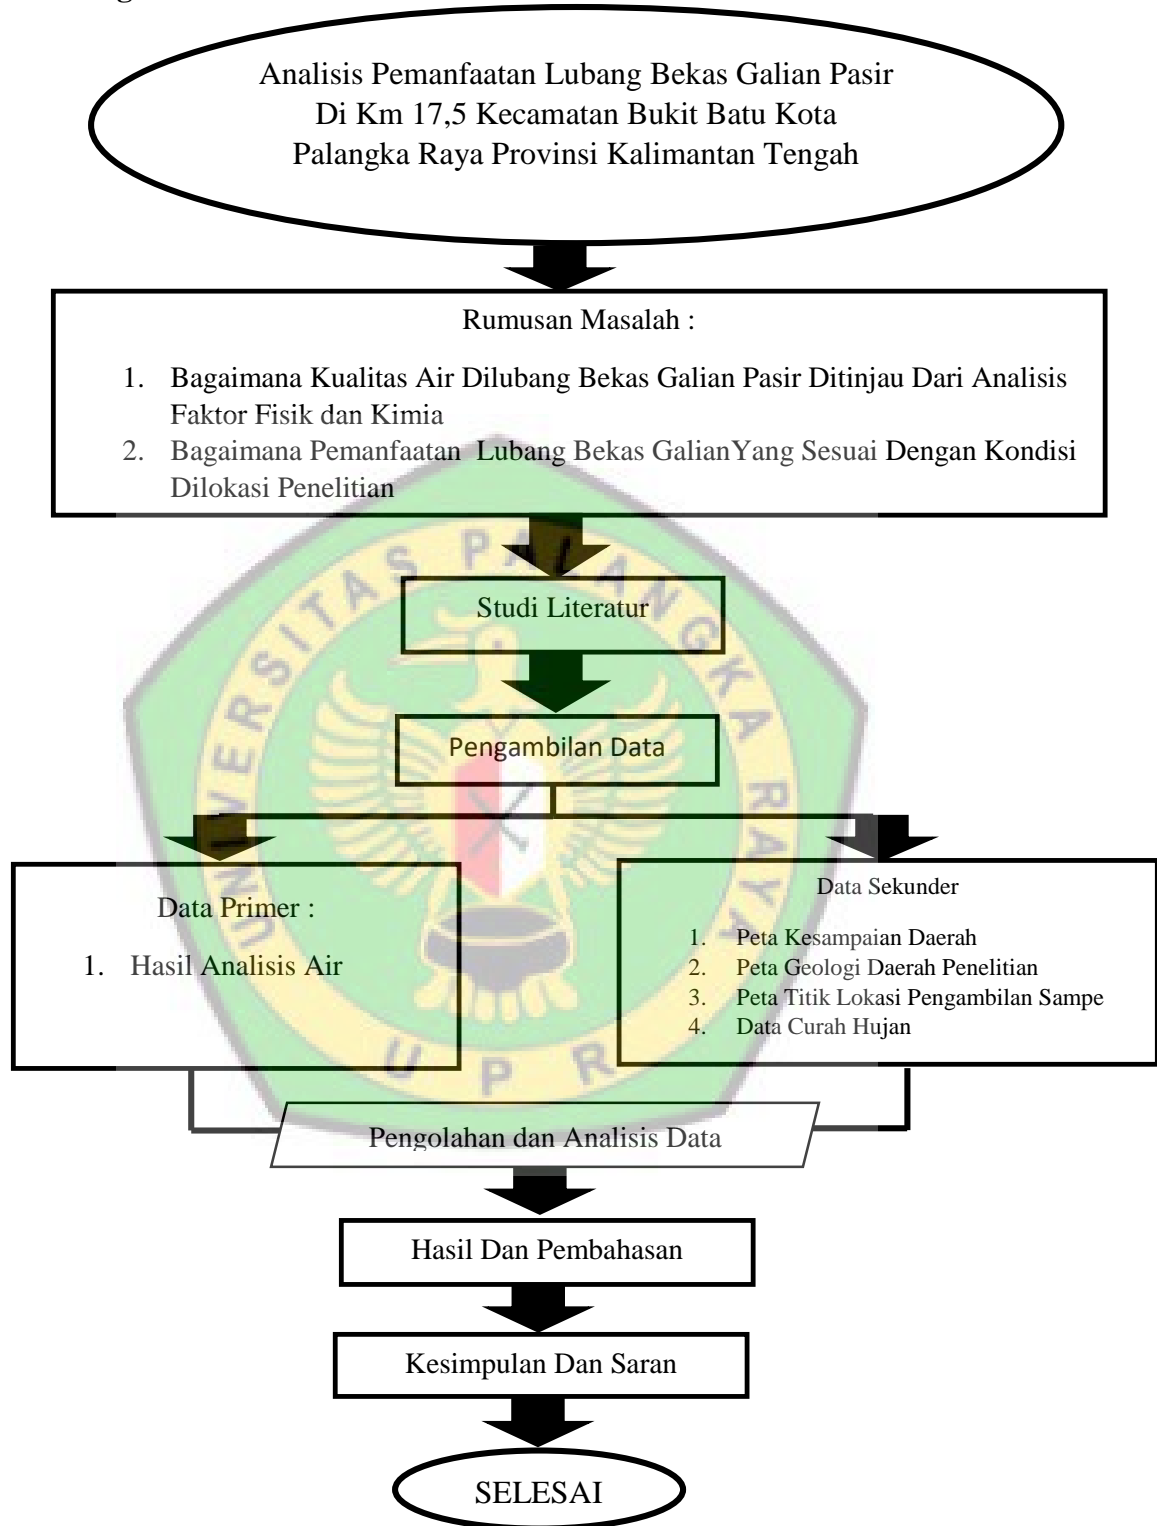 Analisis Pemanfaatan Lubang Bekas Galian Pasir
Di Km 17,5 Kecamatan Bukit Batu Kota
Palangka Raya Provinsi Kalimantan Tengah
Rumusan Masalah :
1. Bagaimana Kualitas Air Dilubang Bekas Galian Pasir Ditinjau Dari Analisis
Faktor Fisik dan Kimia
2. Bagaimana Pemanfaatan Lubang Bekas GalianYang Sesuai Dengan Kondisi
Dilokasi Penelitian
UNIVERSITAS PALANGKA RAYA
Studi Literatur
Pengambilan Data
Data Primer :
1. Hasil Analisis Air
Data Sekunder
1. Peta Kesampaian Daerah
2. Peta Geologi Daerah Penelitian
3. Peta Titik Lokasi Pengambilan Sampe
4. Data Curah Hujan
UPR
Pengolahan dan Analisis Data
Hasil Dan Pembahasan
Kesimpulan Dan Saran
SELESAI